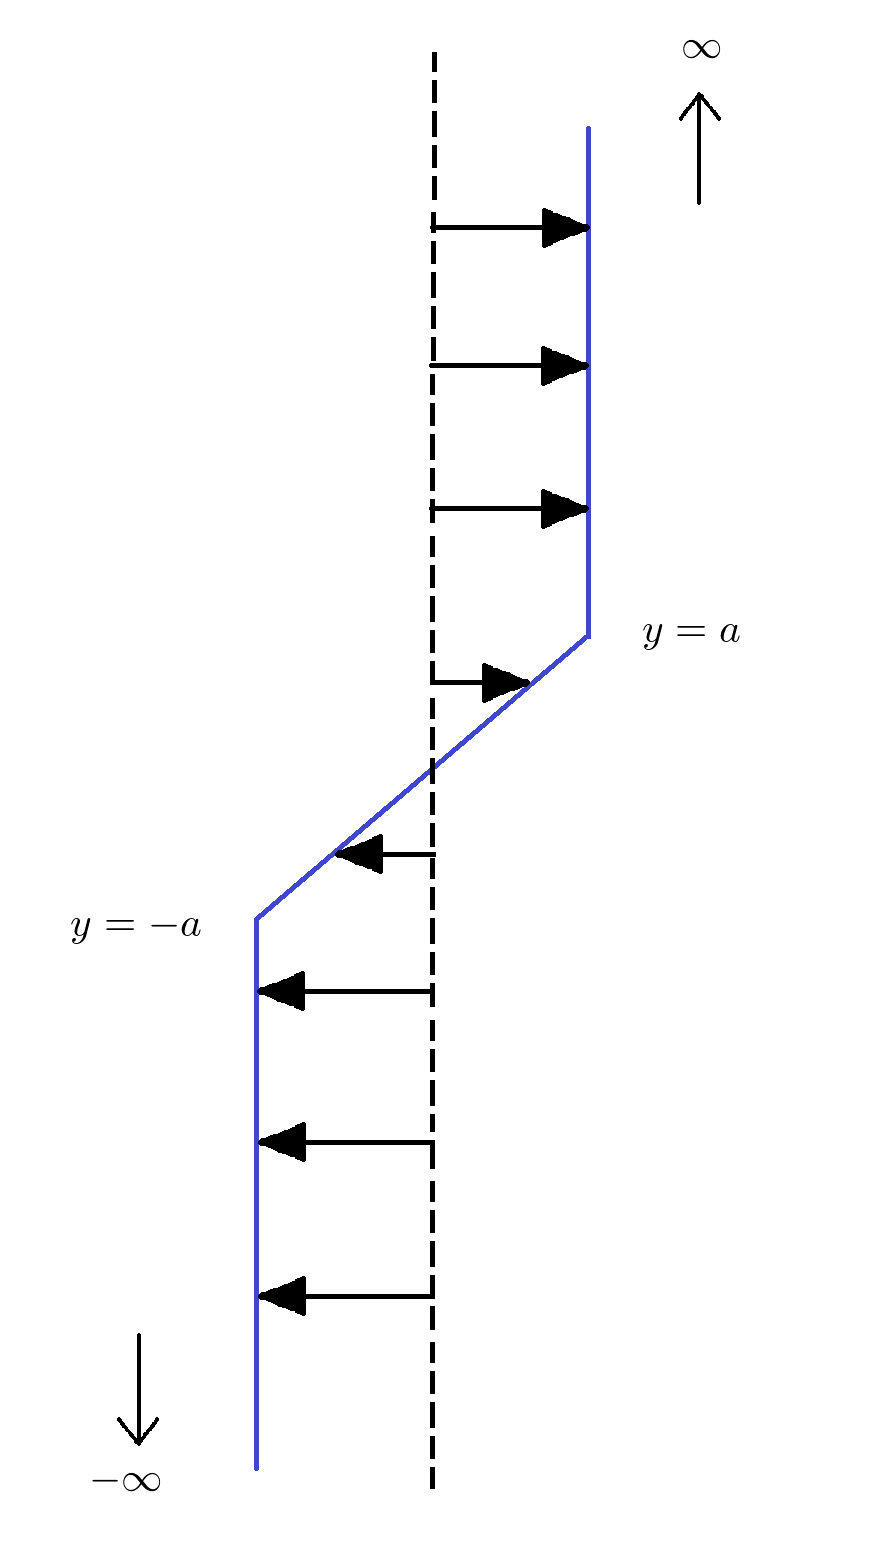 ∞
y = a
y = −a
−∞